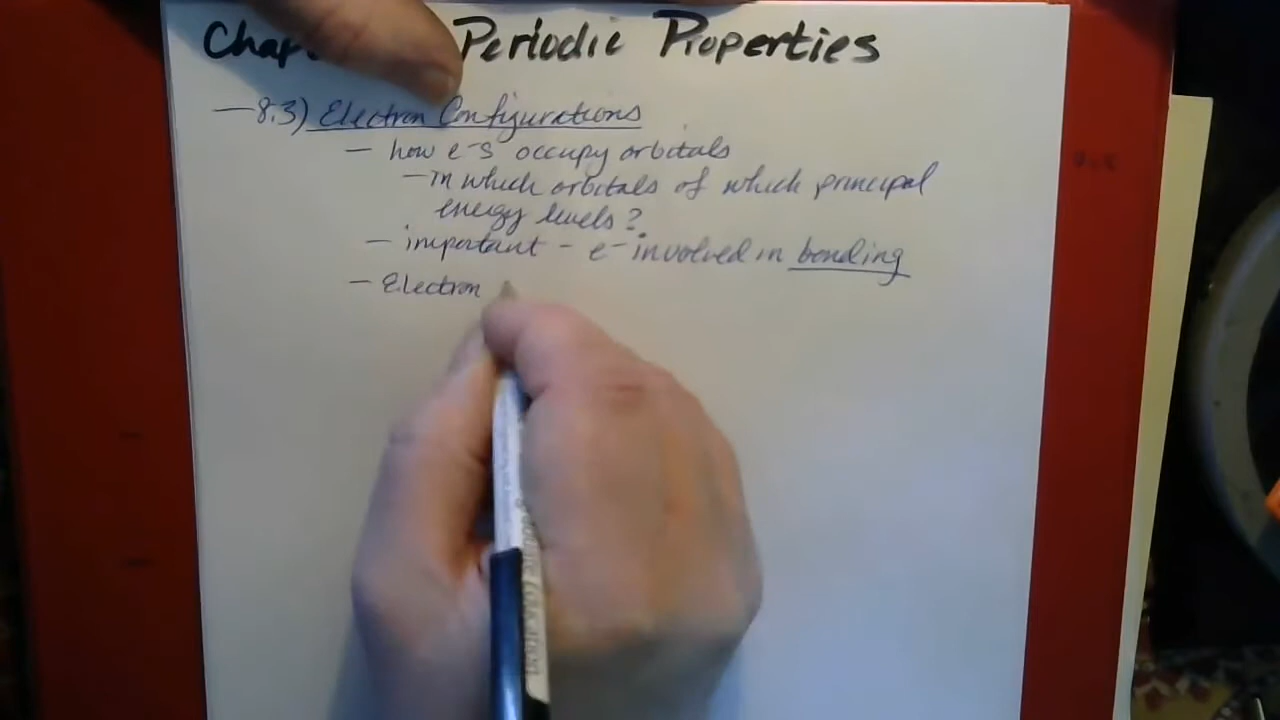 Chap Periodic Properties
— 8.3) Electron Configurations
— how e-s occupy orbitals
— in which orbitals of which principal
energy levels?
— important - e- involved in bonding
— Electron